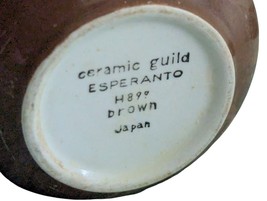 ceramic guild
ESPERANTO
H899
brown
Japan